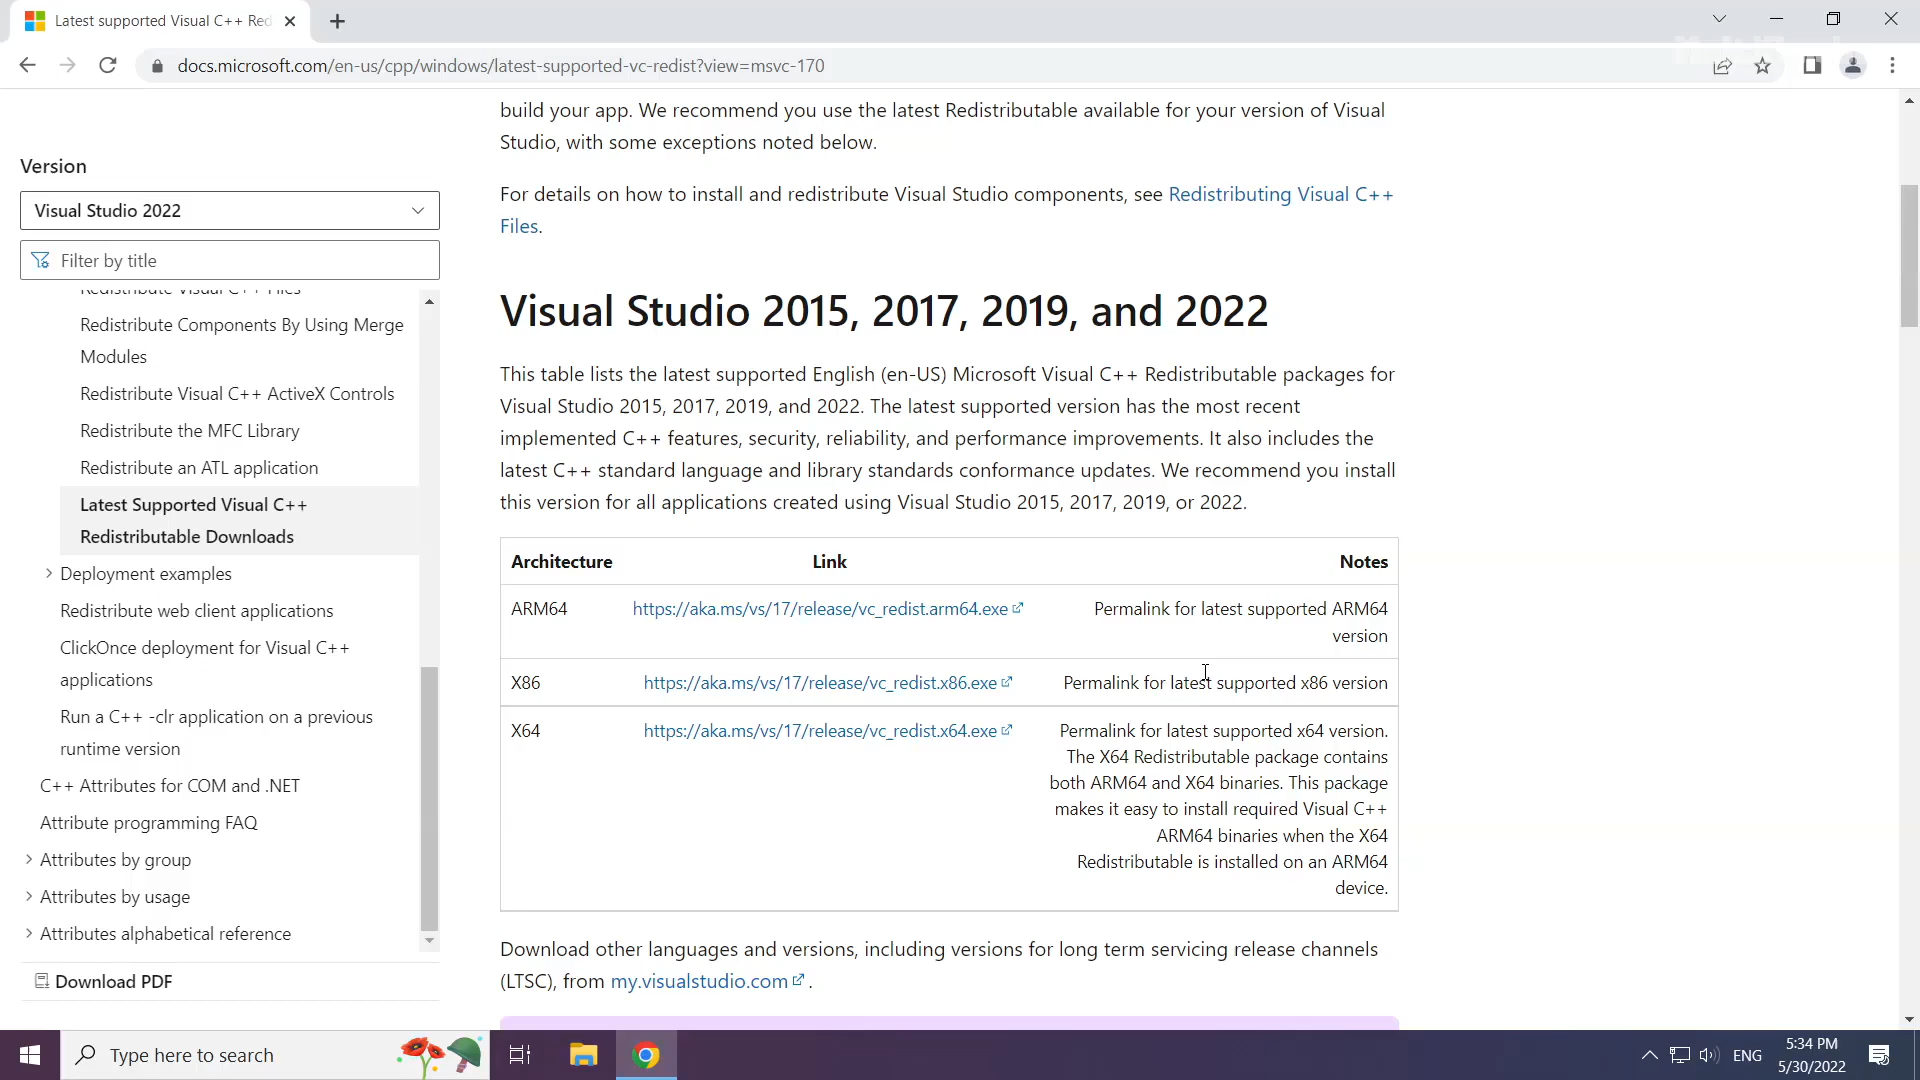 Latest supported Visual C++ Red
docs.microsoft.com/en-us/cpp/windows/latest-supported-vc-redist?view=msvc-170
Version
Visual Studio 2022
Filter by title
Redistribute Visual C++ Files
Redistribute Components By Using Merge
Modules
Redistribute Visual C++ ActiveX Controls
Redistribute the MFC Library
Redistribute an ATL application
Latest Supported Visual C++
Redistributable Downloads
Deployment examples
Redistribute web client applications
ClickOnce deployment for Visual C++
applications
Run a C++ -clr application on a previous
runtime version
C++ Attributes for COM and .NET
Attribute programming FAQ
Attributes by group
Attributes by usage
Attributes alphabetical reference
Download PDF
build your app. We recommend you use the latest Redistributable available for your version of Visual
Studio, with some exceptions noted below.
For details on how to install and redistribute Visual Studio components, see Redistributing Visual C++
Files.
Visual Studio 2015, 2017, 2019, and 2022
This table lists the latest supported English (en-US) Microsoft Visual C++ Redistributable packages for
Visual Studio 2015, 2017, 2019, and 2022. The latest supported version has the most recent
implemented C++ features, security, reliability, and performance improvements. It also includes the
latest C++ standard language and library standards conformance updates. We recommend you install
this version for all applications created using Visual Studio 2015, 2017, 2019, or 2022.
Architecture Link Notes
ARM64 https://aka.ms/vs/17/release/vc_redist.arm64.exe Permalink for latest supported ARM64
version
X86 https://aka.ms/vs/17/release/vc_redist.x86.exe Permalink for latest supported x86 version
X64 https://aka.ms/vs/17/release/vc_redist.x64.exe Permalink for latest supported x64 version.
The X64 Redistributable package contains
both ARM64 and X64 binaries. This package
makes it easy to install required Visual C++
ARM64 binaries when the X64
Redistributable is installed on an ARM64
device.
Download other languages and versions, including versions for long term servicing release channels
(LTSC), from my.visualstudio.com .
Type here to search
ENG
5:34 PM
5/30/2022